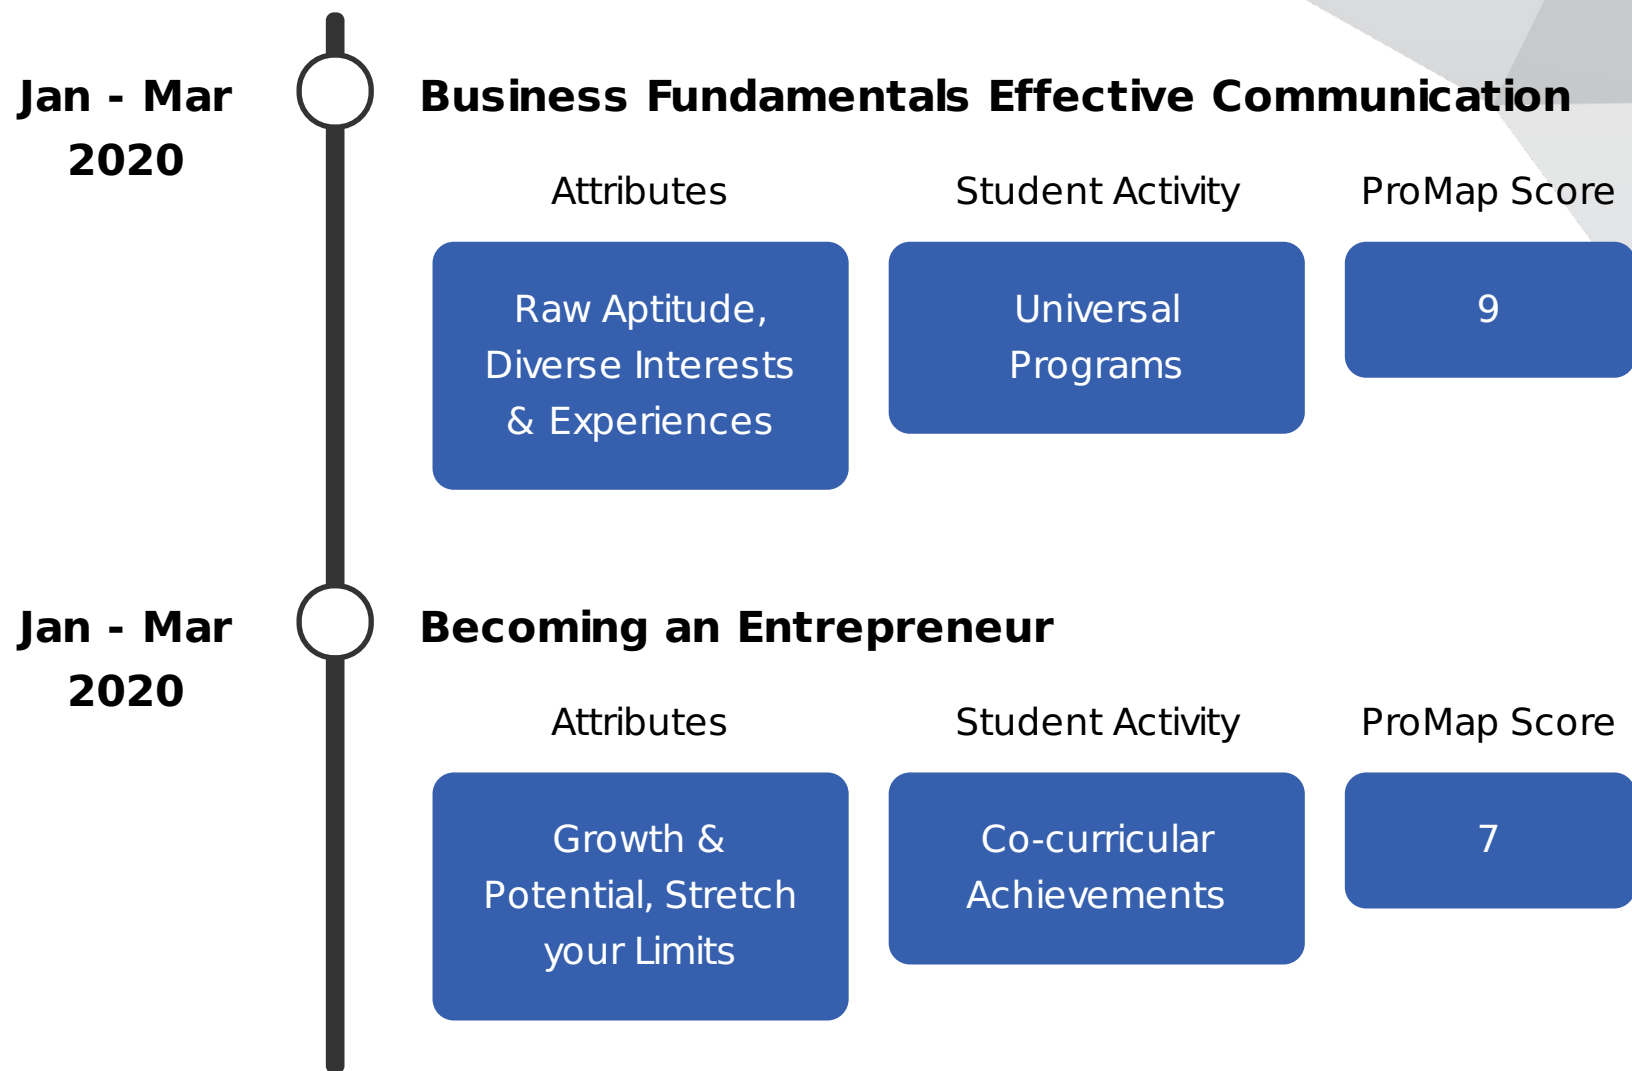 Jan - Mar
2020
Business Fundamentals Effective Communication
Attributes
Student Activity
ProMap Score
Raw Aptitude,
Diverse Interests
& Experiences
Universal
Programs
9
Jan - Mar
2020
Becoming an Entrepreneur
Attributes
Student Activity
ProMap Score
Growth &
Potential, Stretch
your Limits
Co-curricular
Achievements
7